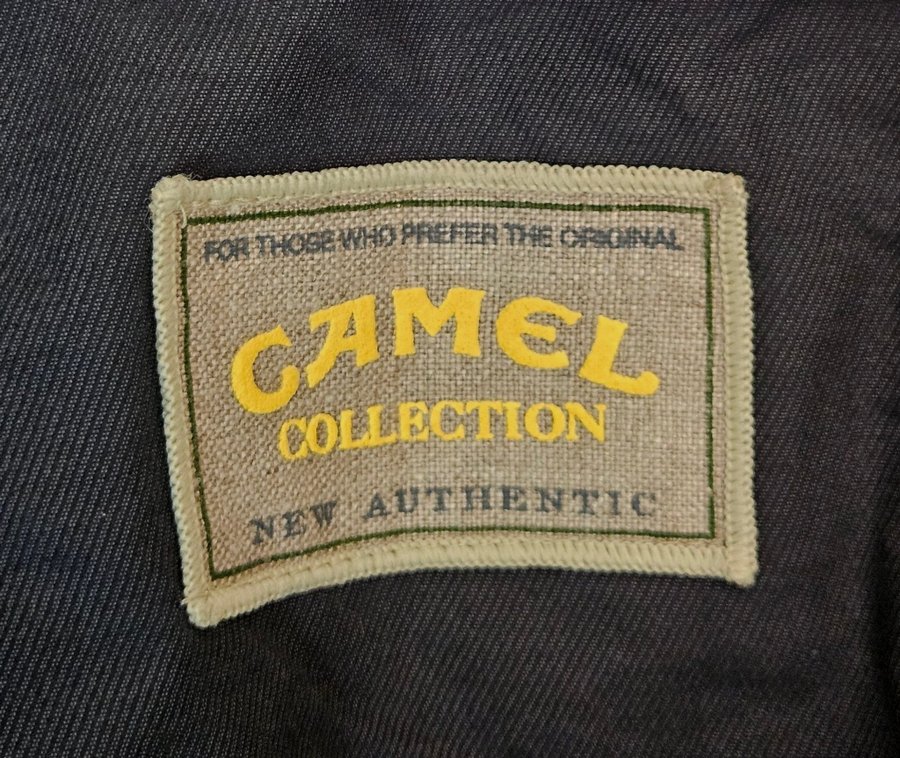 FOR THOSE WHO PREFER THE ORIGINAL
CAMEL
COLLECTION
NEW AUTHENTIC